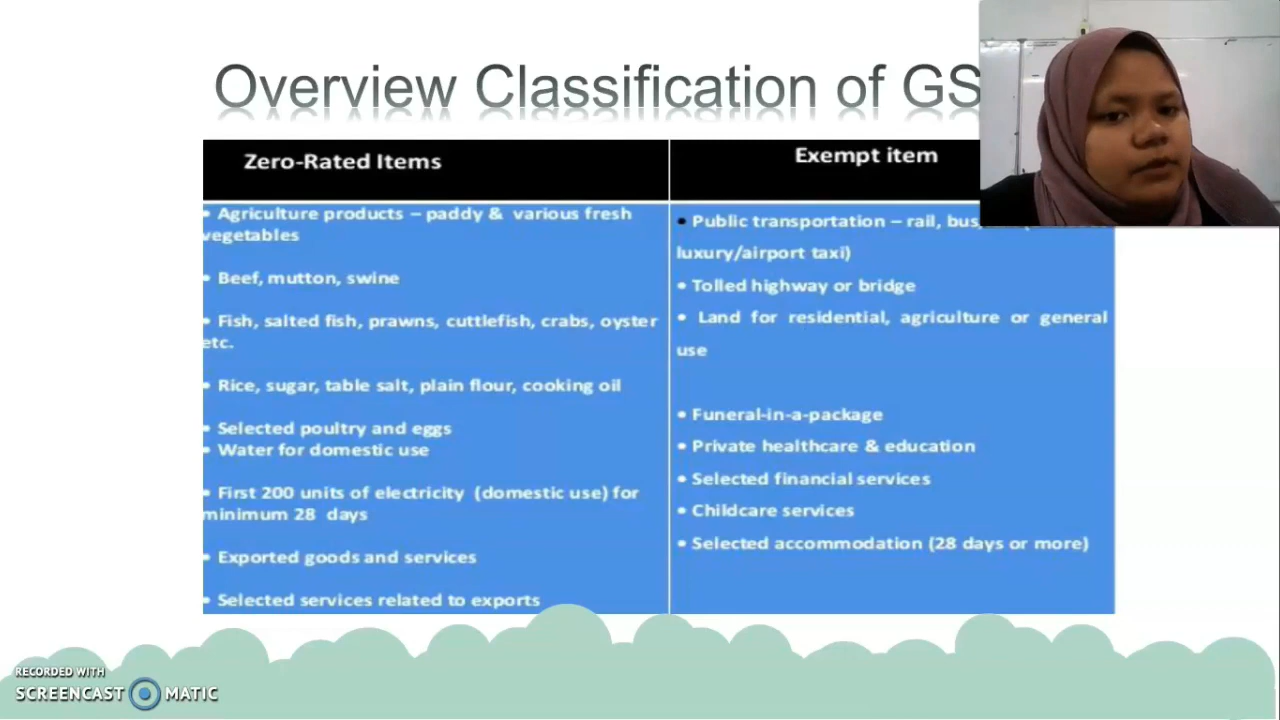 Overview Classification of GS
Zero-Rated Items
• Agriculture products – paddy & various fresh
vegetables
• Beef, mutton, swine
• Fish, salted fish, prawns, cuttlefish, crabs, oyster
etc.
• Rice, sugar, table salt, plain flour, cooking oil
• Selected poultry and eggs
• Water for domestic use
• First 200 units of electricity (domestic use) for
minimum 28 days
• Exported goods and services
• Selected services related to exports
Exempt item
• Public transportation – rail, bus,
luxury/airport taxi)
• Tolled highway or bridge
• Land for residential, agriculture or general
use
• Funeral-in-a-package
• Private healthcare & education
• Selected financial services
• Childcare services
• Selected accommodation (28 days or more)
RECORDED WITH
SCREENCAST MATIC